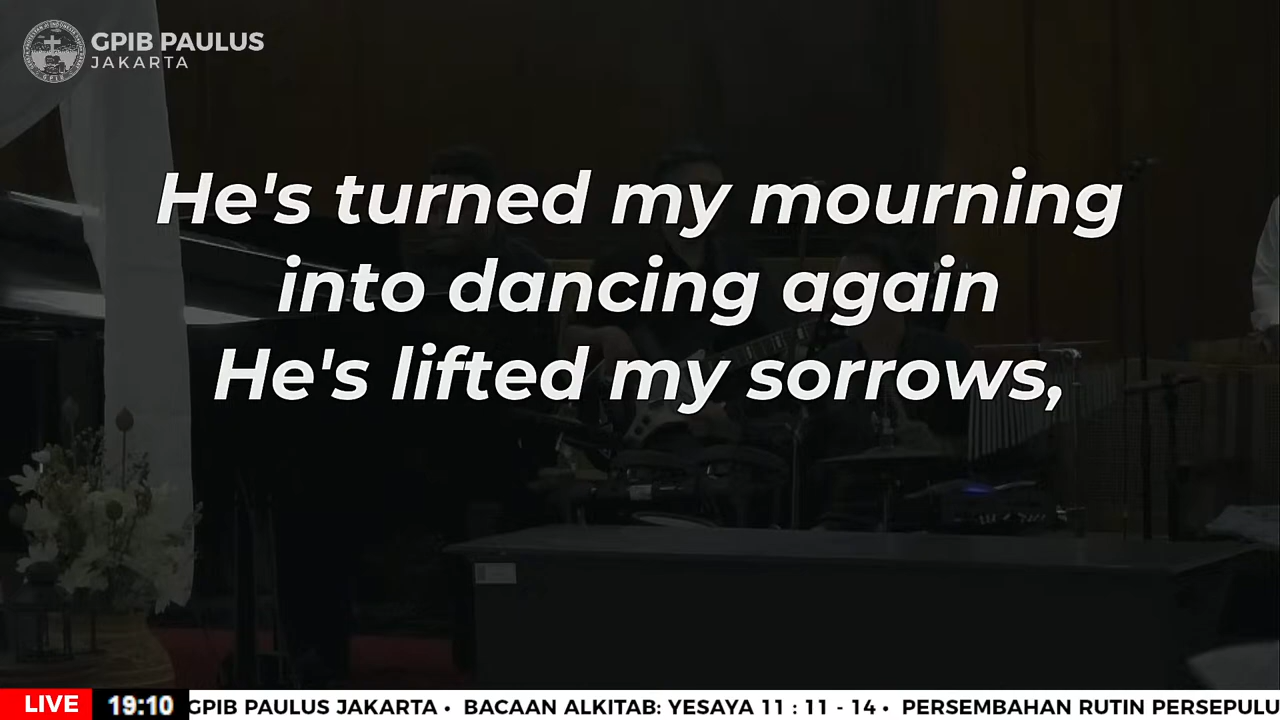 GPIB PAULUS
JAKARTA
He's turned my mourning
into dancing again
He's lifted my sorrows,
LIVE 19:10 GPIB PAULUS JAKARTA • BACAAN ALKITAB: YESAYA 11 : 11 - 14 • PERSEMBAHAN RUTIN PERSEPULU